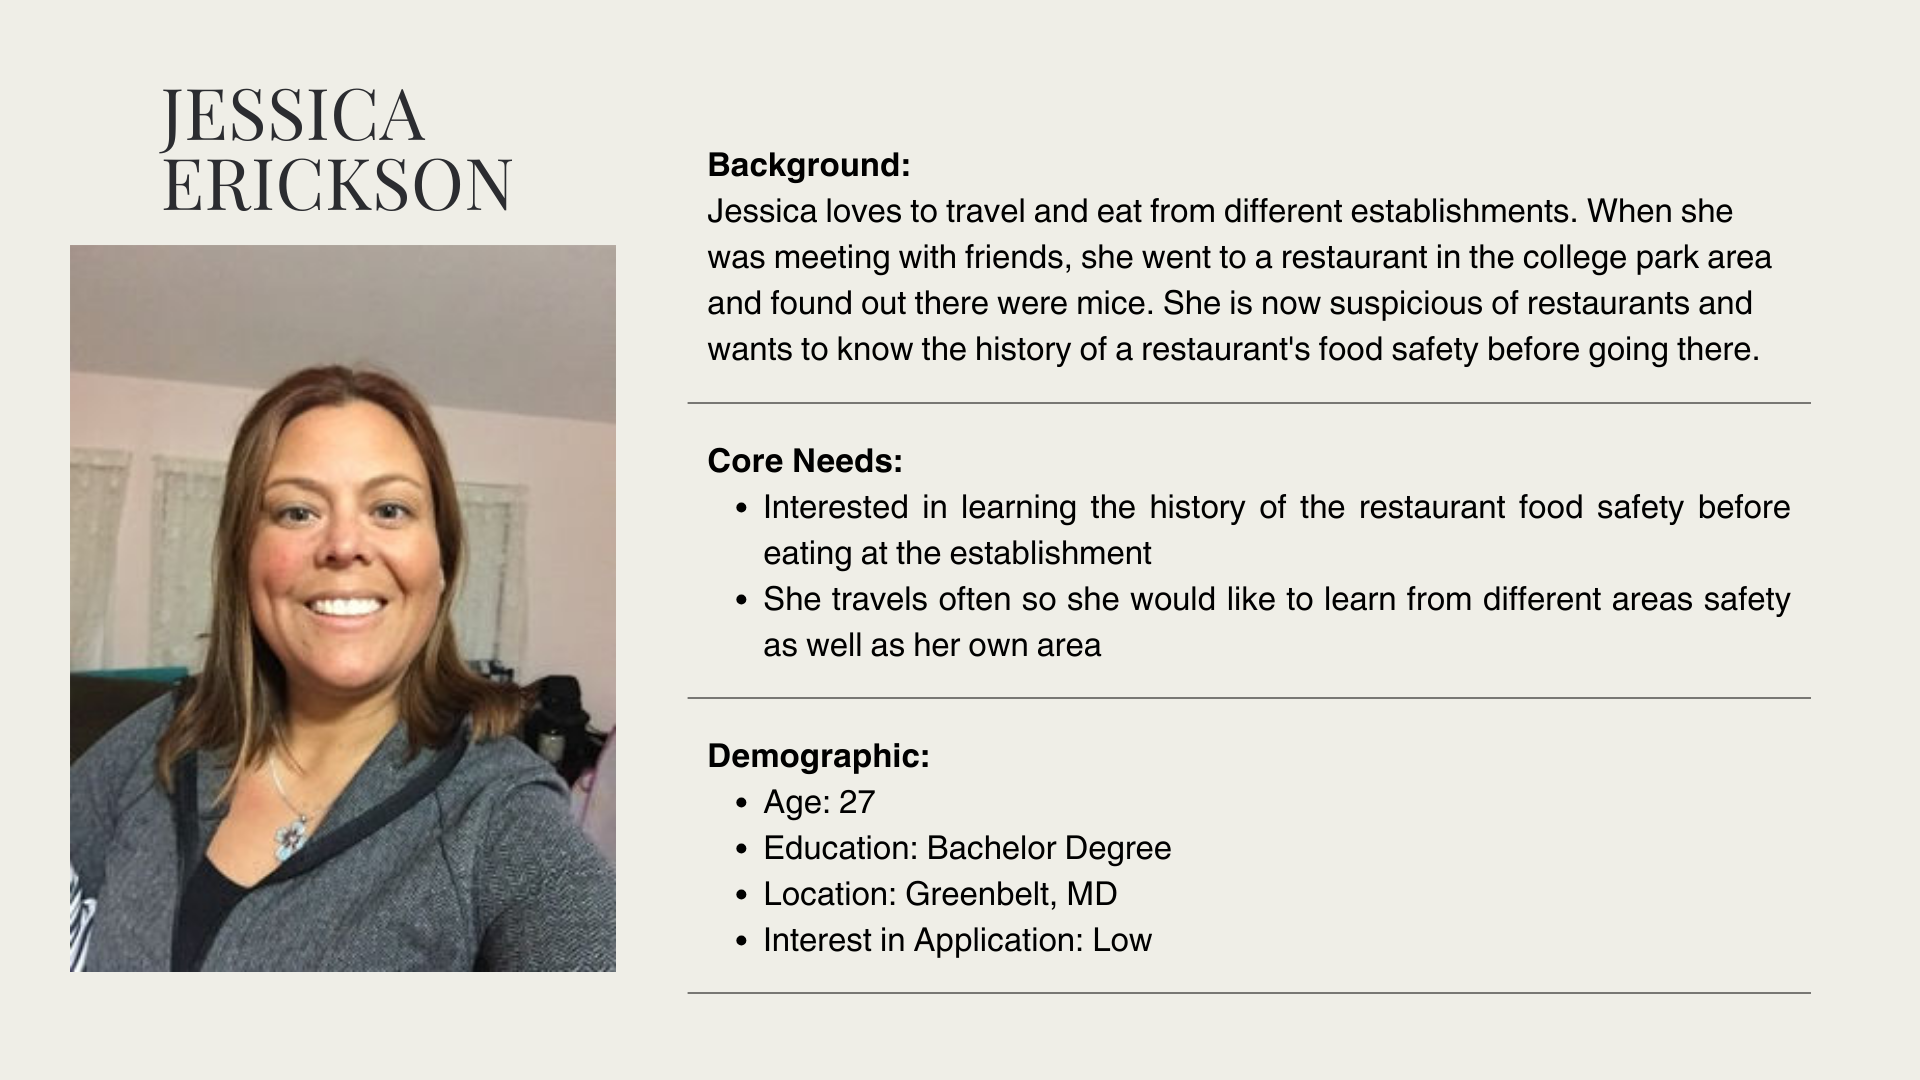 JESSICA
ERICKSON
Background:
Jessica loves to travel and eat from different establishments. When she
was meeting with friends, she went to a restaurant in the college park area
and found out there were mice. She is now suspicious of restaurants and
wants to know the history of a restaurant's food safety before going there.
Core Needs:
• Interested in learning the history of the restaurant food safety before
eating at the establishment
• She travels often so she would like to learn from different areas safety
as well as her own area
Demographic:
• Age: 27
• Education: Bachelor Degree
• Location: Greenbelt, MD
• Interest in Application: Low